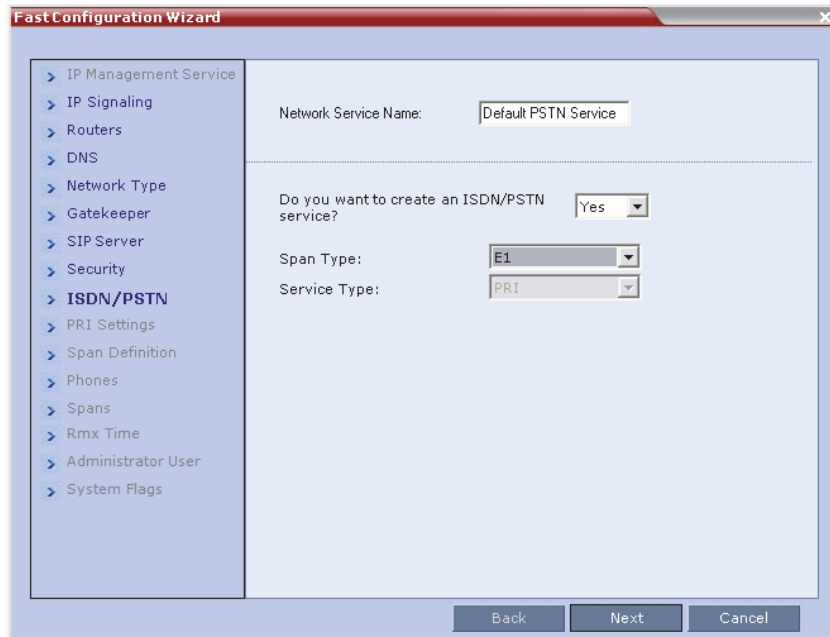 Fast Configuration Wizard
IP Management Service
IP Signaling
Routers
DNS
Network Type
Gatekeeper
SIP Server
Security
ISDN/PSTN
PRI Settings
Span Definition
Phones
Spans
Rmx Time
Administrator User
System Flags
Network Service Name: Default PSTN Service
Do you want to create an ISDN/PSTN
service? Yes
Span Type: E1
Service Type: PRI
Back Next Cancel